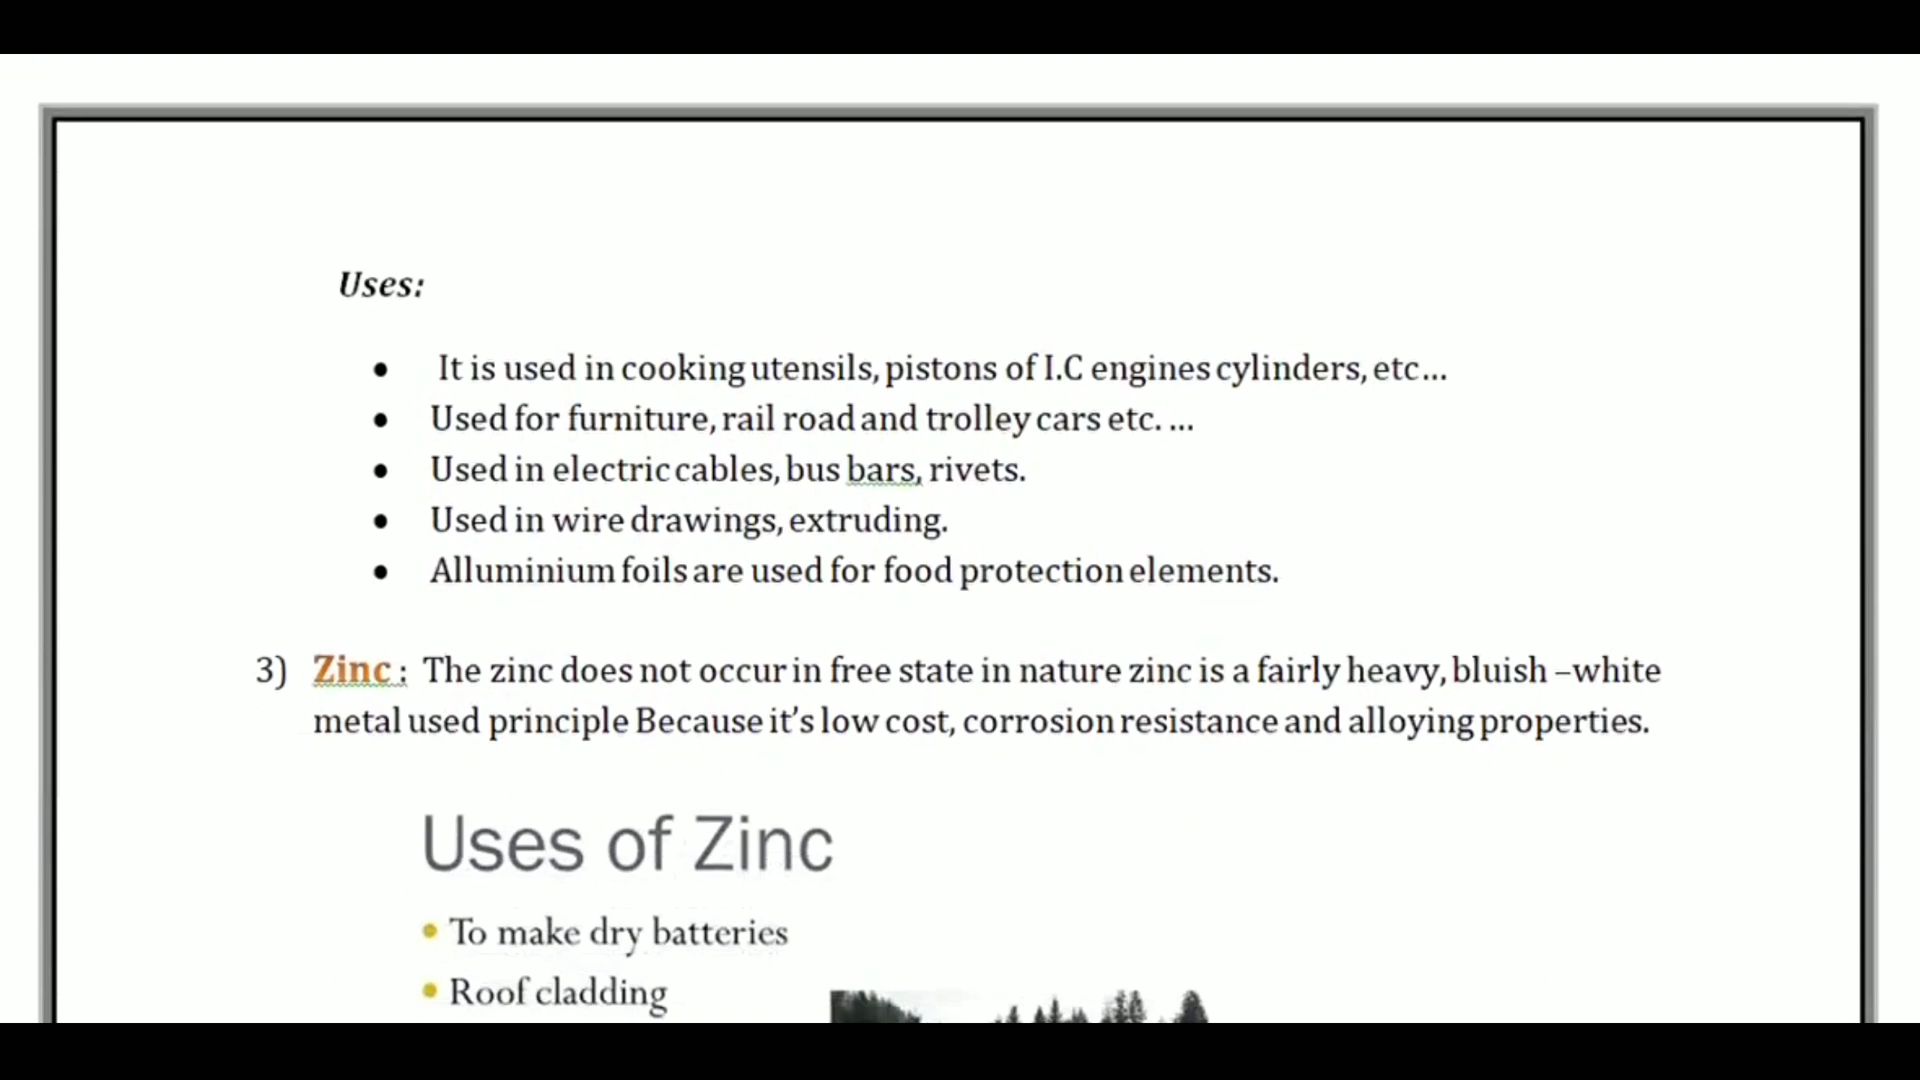 Uses:
It is used in cooking utensils, pistons of I.C engines cylinders, etc...
Used for furniture, rail road and trolley cars etc. ...
Used in electric cables, bus bars, rivets.
Used in wire drawings, extruding.
Alluminium foils are used for food protection elements.
3) Zinc : The zinc does not occur in free state in nature zinc is a fairly heavy, bluish –white
metal used principle Because it’s low cost, corrosion resistance and alloying properties.
Uses of Zinc
To make dry batteries
Roof cladding